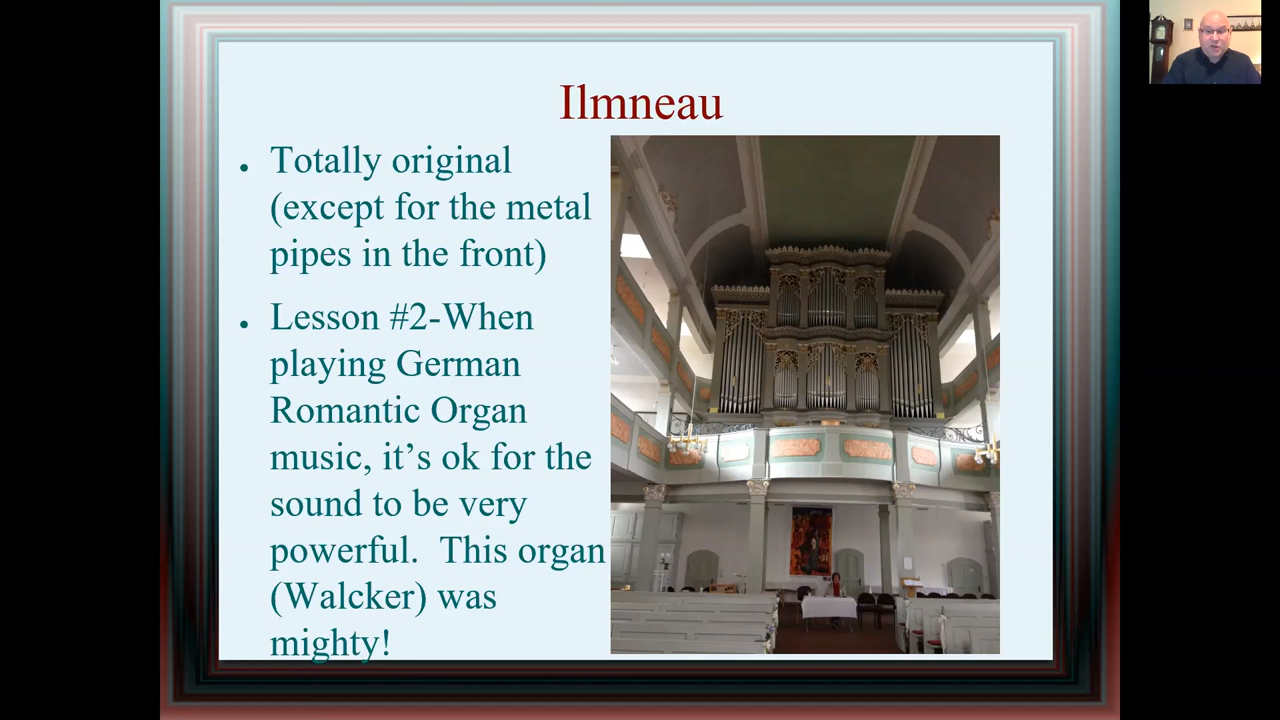 Ilmneau
• Totally original
(except for the metal
pipes in the front)
• Lesson #2-When
playing German
Romantic Organ
music, it’s ok for the
sound to be very
powerful.  This organ
(Walcker) was
mighty!